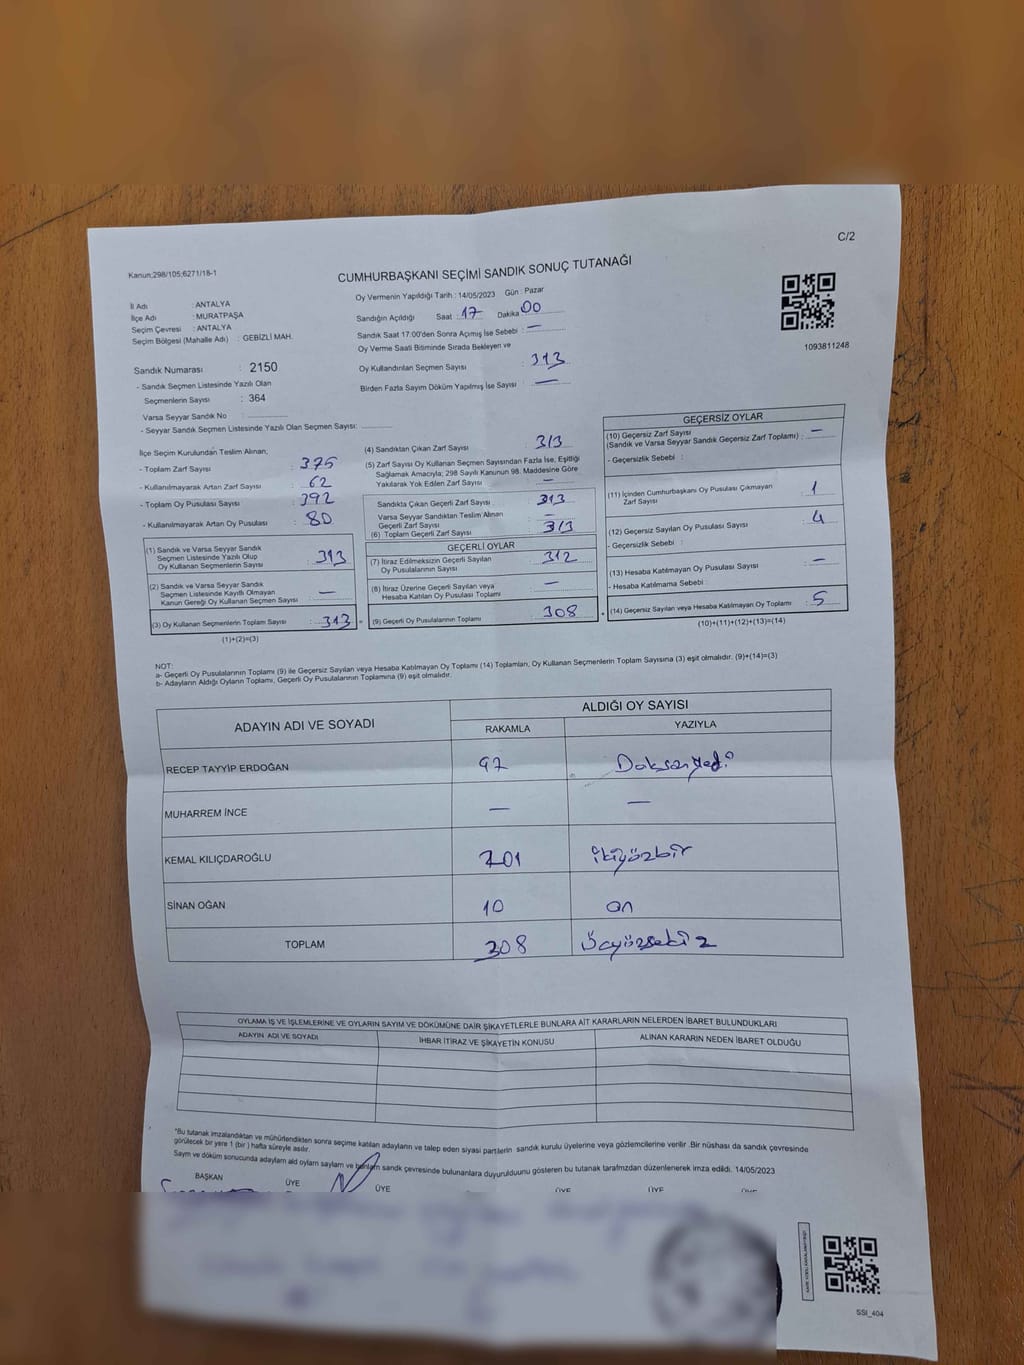 C/2
Kanun:298/105;6271/18-1
CUMHURBAŞKANI SEÇİMİ SANDIK SONUÇ TUTANAĞI
İl Adı : ANTALYA
İlçe Adı : MURATPAŞA
Seçim Çevresi : ANTALYA
Seçim Bölgesi (Mahalle Adı) : GEBİZLİ MAH.
Oy Vermenin Yapıldığı Tarih : 14/05/2023 Gün : Pazar
Sandığın Açıldığı Saat : 17 Dakika 00
Sandık Saat 17:00'den Sonra Açımış İse Sebebi : —
Oy Verme Saati Bitiminde Sırada Bekleyen ve
Oy Kullandırılan Seçmen Sayısı : 313
Birden Fazla Sayım Döküm Yapılmış İse Sayısı : —
1093811248
Sandık Numarası : 2150
- Sandık Seçmen Listesinde Yazılı Olan
Seçmenlerin Sayısı : 364
Varsa Seyyar Sandık No :
- Seyyar Sandık Seçmen Listesinde Yazılı Olan Seçmen Sayısı:
İlçe Seçim Kurulundan Teslim Alınan;
- Toplam Zarf Sayısı : 375
- Kullanılmayarak Artan Zarf Sayısı : 62
- Toplam Oy Pusulası Sayısı : 392
- Kullanılmayarak Artan Oy Pusulası : 80
(1) Sandık ve Varsa Seyyar Sandık
Seçmen Listesinde Yazılı Olup
Oy Kullanan Seçmenlerin Sayısı : 313
(2) Sandık ve Varsa Seyyar Sandık
Seçmen Listesinde Kayıtlı Olmayan
Kanun Gereği Oy Kullanan Seçmen Sayısı : —
(3) Oy Kullanan Seçmenlerin Toplam Sayısı : 313 =
(1)+(2)=(3)
(4) Sandıktan Çıkan Zarf Sayısı : 313
(5) Zarf Sayısı Oy Kullanan Seçmen Sayısından Fazla İse, Eşitliği
Sağlamak Amacıyla; 298 Sayılı Kanunun 98. Maddesine Göre
Yakılarak Yok Edilen Zarf Sayısı : —
Sandıkta Çıkan Geçerli Zarf Sayısı : 313
Varsa Seyyar Sandıktan Teslim Alınan
Geçerli Zarf Sayısı : —
(6) Toplam Geçerli Zarf Sayısı : 313
GEÇERLİ OYLAR
(7) İtiraz Edilmeksizin Geçerli Sayılan
Oy Pusulalarının Sayısı : 312
(8) İtiraz Üzerine Geçerli Sayılan veya
Hesaba Katılan Oy Pusulası Toplamı : —
(9) Geçerli Oy Pusulalarının Toplamı : 308 +
GEÇERSİZ OYLAR
(10) Geçersiz Zarf Sayısı
(Sandık ve Varsa Seyyar Sandık Geçersiz Zarf Toplamı) : —
- Geçersizlik Sebebi :
(11) İçinden Cumhurbaşkanı Oy Pusulası Çıkmayan
Zarf Sayısı : 1
(12) Geçersiz Sayılan Oy Pusulası Sayısı : 4
- Geçersizlik Sebebi :
(13) Hesaba Katılmayan Oy Pusulası Sayısı : —
- Hesaba Katılmama Sebebi :
(14) Geçersiz Sayılan veya Hesaba Katılmayan Oy Toplamı : 5
(10)+(11)+(12)+(13)=(14)
NOT:
a- Geçerli Oy Pusulalarının Toplamı (9) ile Geçersiz Sayılan veya Hesaba Katılmayan Oy Toplamı (14) Toplamları, Oy Kullanan Seçmenlerin Toplam Sayısına (3) eşit olmalıdır. (9)+(14)=(3)
b- Adayların Aldığı Oyların Toplamı, Geçerli Oy Pusulalarının Toplamına (9) eşit olmalıdır.
ADAYIN ADI VE SOYADI ALDIĞI OY SAYISI
RAKAMLA YAZIYLA
RECEP TAYYİP ERDOĞAN 97 Doksanyedi
MUHARREM İNCE — —
KEMAL KILIÇDAROĞLU 201 ikiyüzbir
SİNAN OĞAN 10 on
TOPLAM 308 Üçyüzsekiz
OYLAMA İŞ VE İŞLEMLERİNE VE OYLARIN SAYIM VE DÖKÜMÜNE DAİR ŞİKAYETLERLE BUNLARA AİT KARARLARIN NELERDEN İBARET BULUNDUKLARI
ADAYIN ADI VE SOYADI İHBAR İTİRAZ VE ŞİKAYETİN KONUSU ALINAN KARARIN NEDEN İBARET OLDUĞU
*Bu tutanak imzalandıktan ve mühürlendikten sonra seçime katılan adayların ve talep eden siyasi partilerin sandık kurulu üyelerine veya gözlemcilerine verilir .Bir nüshası da sandık çevresinde
görülecek bir yere 1 (bir ) hafta süreyle asılır.
Sayım ve döküm sonucunda adayların aldı oyların sayıları ve bunların sandık çevresinde bulunanlara duyurulduunu gösteren bu tutanak tarafımızdan düzenlenerek imza edildi. 14/05/2023
BAŞKAN ÜYE ÜYE ÜYE ÜYE ÜYE
SSI_404